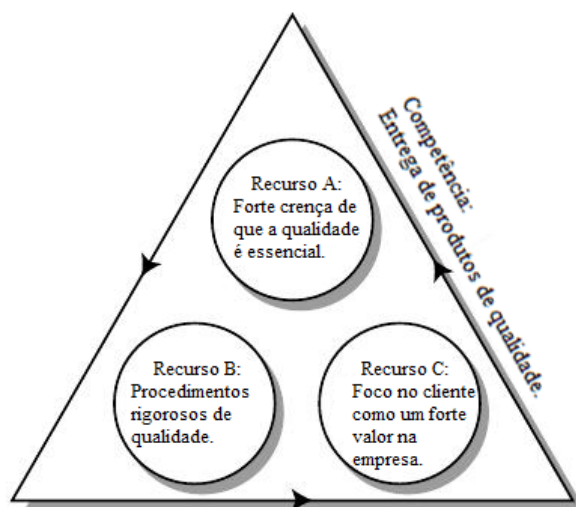 Recurso A:
Forte crença de
que a qualidade
é essencial.
Competência:
Entrega de produtos de qualidade.
Recurso B:
Procedimentos
rigorosos de
qualidade.
Recurso C:
Foco no cliente
como um forte
valor na
empresa.